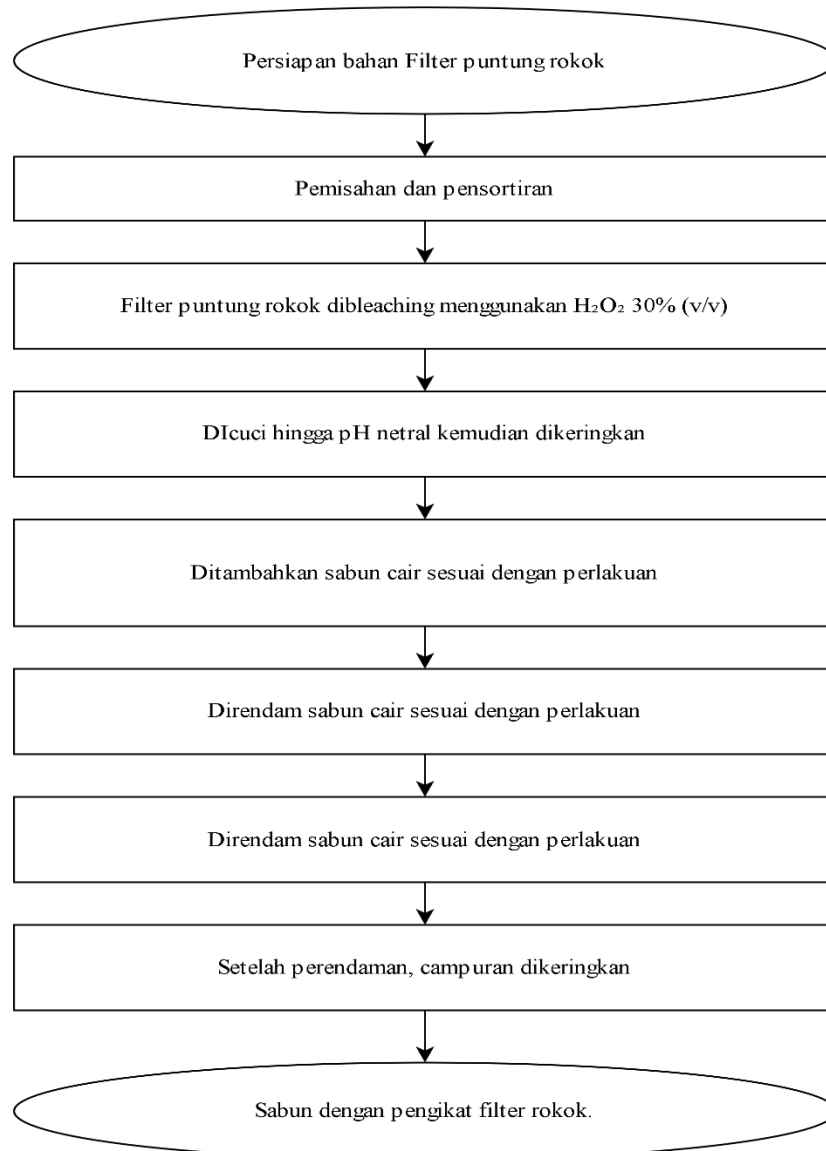 Persiapan bahan Filter puntung rokok
Pemisahan dan pensortiran
Filter puntung rokok dibleaching menggunakan H₂O₂ 30% (v/v)
DIcuci hingga pH netral kemudian dikeringkan
Ditambahkan sabun cair sesuai dengan perlakuan
Direndam sabun cair sesuai dengan perlakuan
Direndam sabun cair sesuai dengan perlakuan
Setelah perendaman, campuran dikeringkan
Sabun dengan pengikat filter rokok.